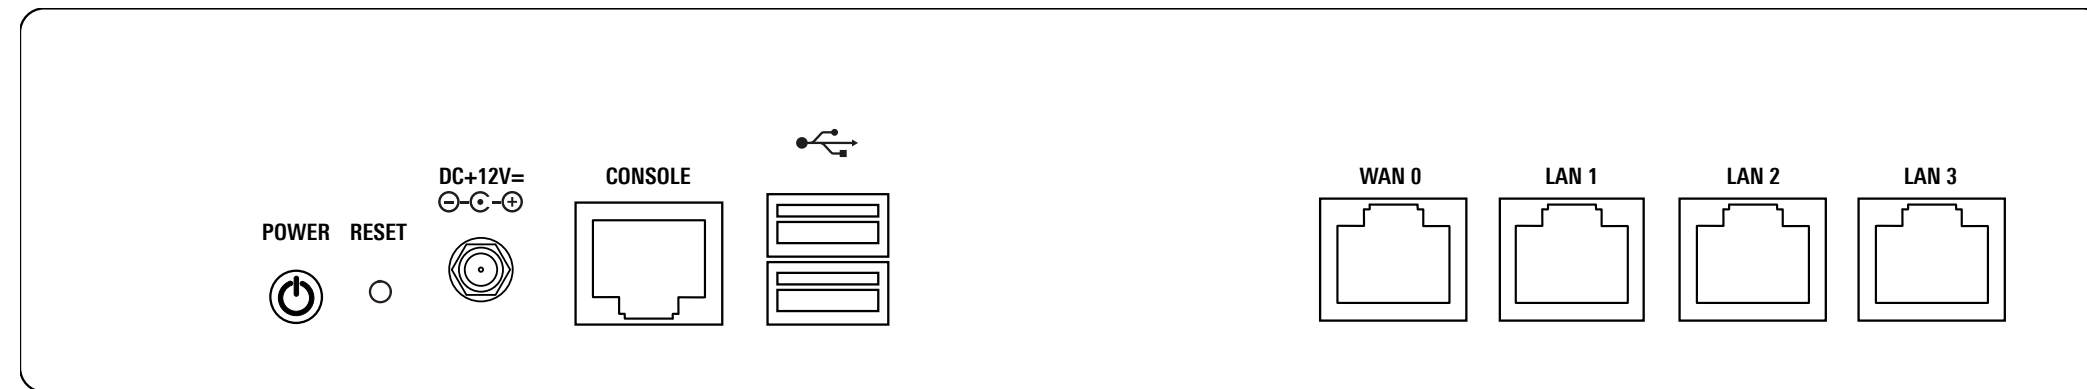 DC+12V=
CONSOLE
WAN 0
LAN 1
LAN 2
LAN 3
POWER
RESET